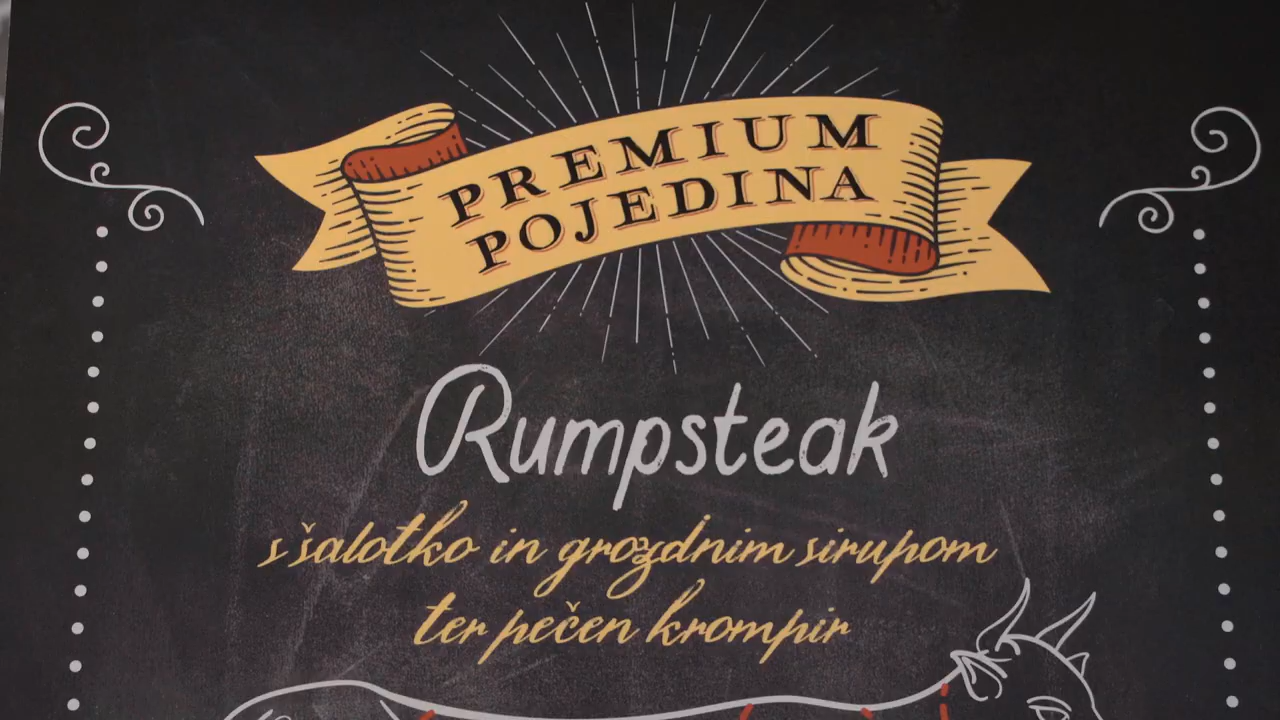 PREMIUM
POJEDINA
Rumpsteak
s šalotko in grozdnim sirupom
ter pečen krompir